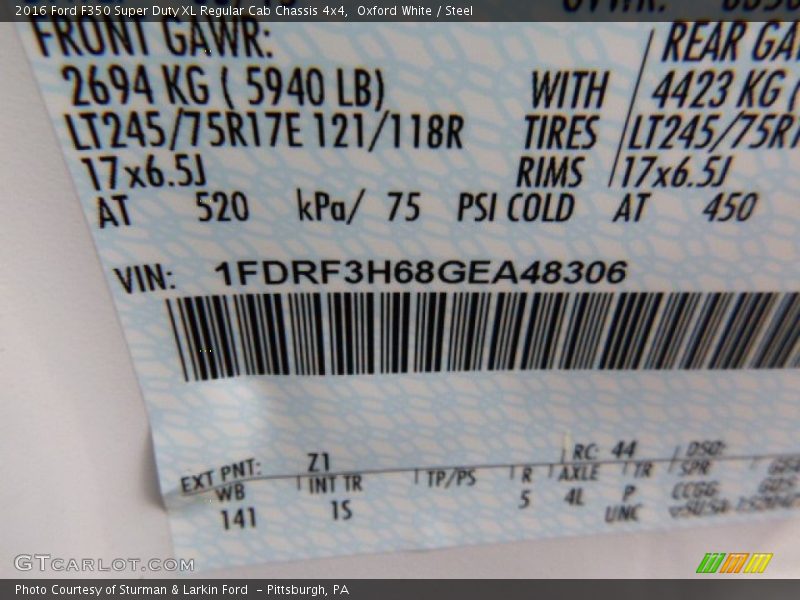 2016 Ford F350 Super Duty XL Regular Cab Chassis 4x4,  Oxford White / Steel
FRONT GAWR: REAR
2694 KG ( 5940 LB) WITH 4423 KG (
LT245/75R17E 121/118R TIRES LT245/75R1
17x6.5J RIMS 17x6.5J
AT 520 kPa/ 75 PSI COLD AT 450
VIN: 1FDRF3H68GEA48306
EXT PNT: Z1 RC: 44 DSO:
WB INT TR TP/PS R AXLE TR SPR
141 1S 5 4L P
UNC
GTCARLOT.COM
Photo Courtesy of Sturman & Larkin Ford  - Pittsburgh, PA